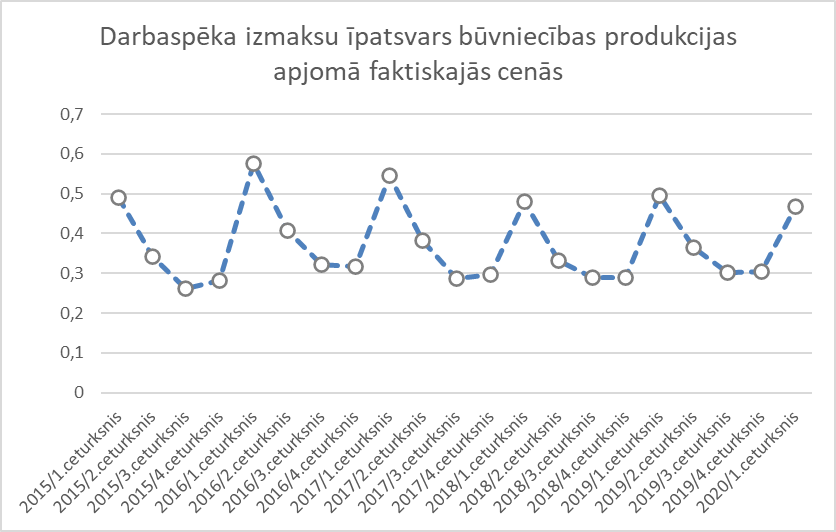 Darbaspēka izmaksu īpatsvars būvniecības produkcijas
apjomā faktiskajās cenās
0,7
0,6
0,5
0,4
0,3
0,2
0,1
0
2015/1.ceturksnis
2015/2.ceturksnis
2015/3.ceturksnis
2015/4.ceturksnis
2016/1.ceturksnis
2016/2.ceturksnis
2016/3.ceturksnis
2016/4.ceturksnis
2017/1.ceturksnis
2017/2.ceturksnis
2017/3.ceturksnis
2017/4.ceturksnis
2018/1.ceturksnis
2018/2.ceturksnis
2018/3.ceturksnis
2018/4.ceturksnis
2019/1.ceturksnis
2019/2.ceturksnis
2019/3.ceturksnis
2019/4.ceturksnis
2020/1.ceturksnis